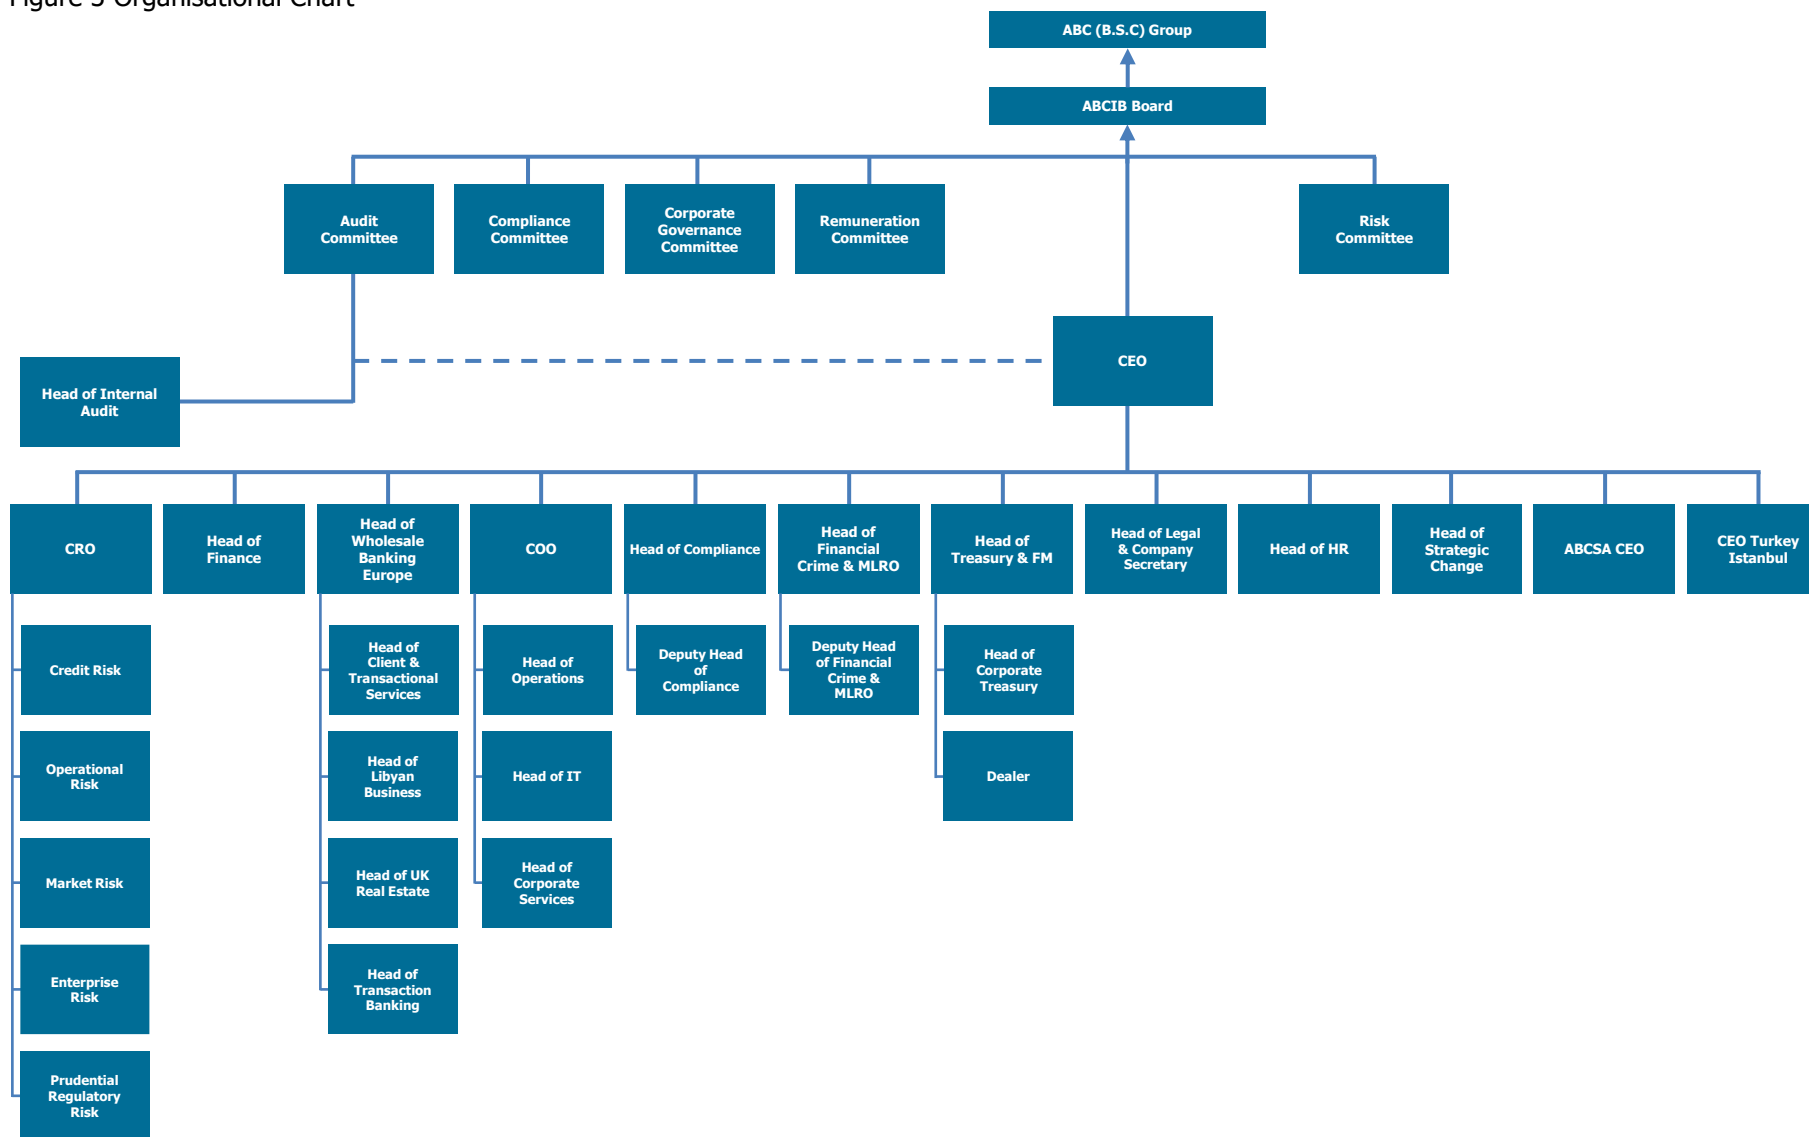 Figure Organisational Chart
ABC (B.S.C) Group
ABCIB Board
Audit
Committee
Compliance
Committee
Corporate
Governance
Committee
Remuneration
Committee
Risk
Committee
CEO
Head of Internal
Audit
CRO
Head of
Finance
Head of
Wholesale
Banking
Europe
COO
Head of Compliance
Head of
Financial
Crime & MLRO
Head of
Treasury & FM
Head of Legal
& Company
Secretary
Head of HR
Head of
Strategic
Change
ABCSA CEO
CEO Turkey
Istanbul
Credit Risk
Head of
Client &
Transactional
Services
Head of
Operations
Deputy Head
of
Compliance
Deputy Head
of Financial
Crime &
MLRO
Head of
Corporate
Treasury
Operational
Risk
Head of
Libyan
Business
Head of IT
Dealer
Market Risk
Head of UK
Real Estate
Head of
Corporate
Services
Enterprise
Risk
Head of
Transaction
Banking
Prudential
Regulatory
Risk